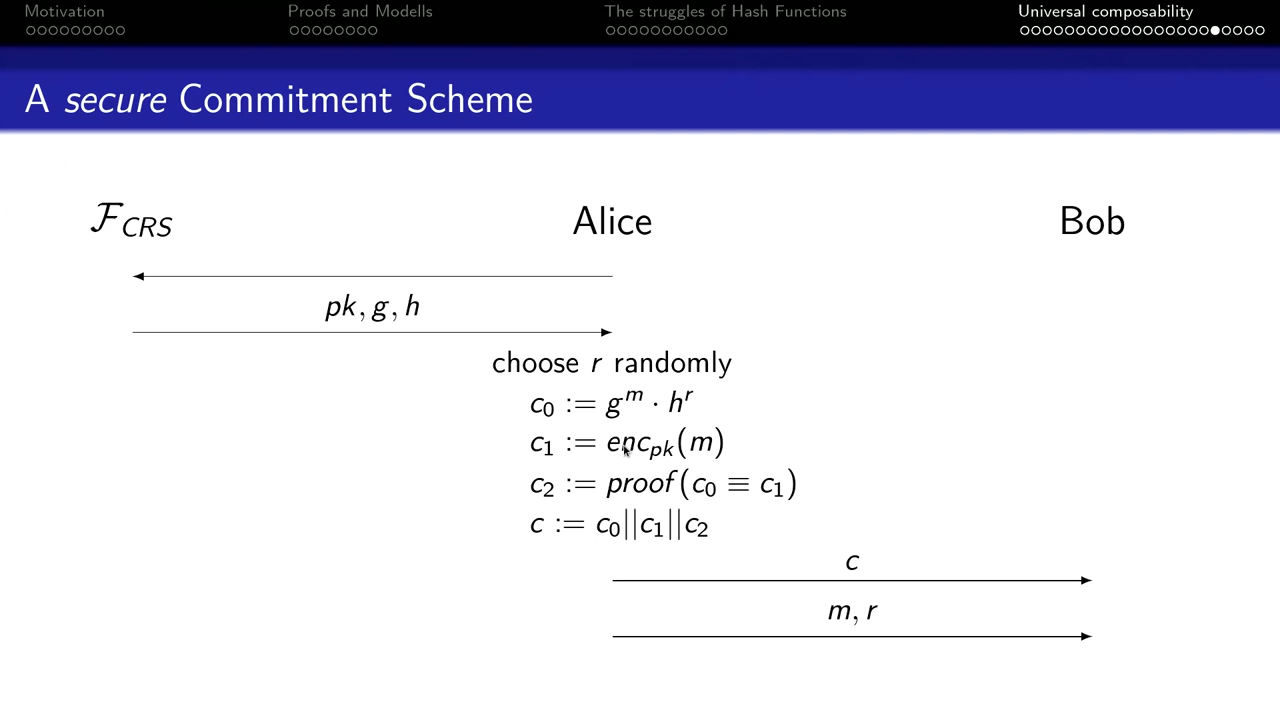 Motivation Proofs and Modells The struggles of Hash Functions Universal composability
A secure Commitment Scheme
F_CRS Alice Bob
pk, g, h
choose r randomly
c_0 := g^m · h^r
c_1 := enc_pk(m)
c_2 := proof(c_0 ≡ c_1)
c := c_0||c_1||c_2
c
m, r